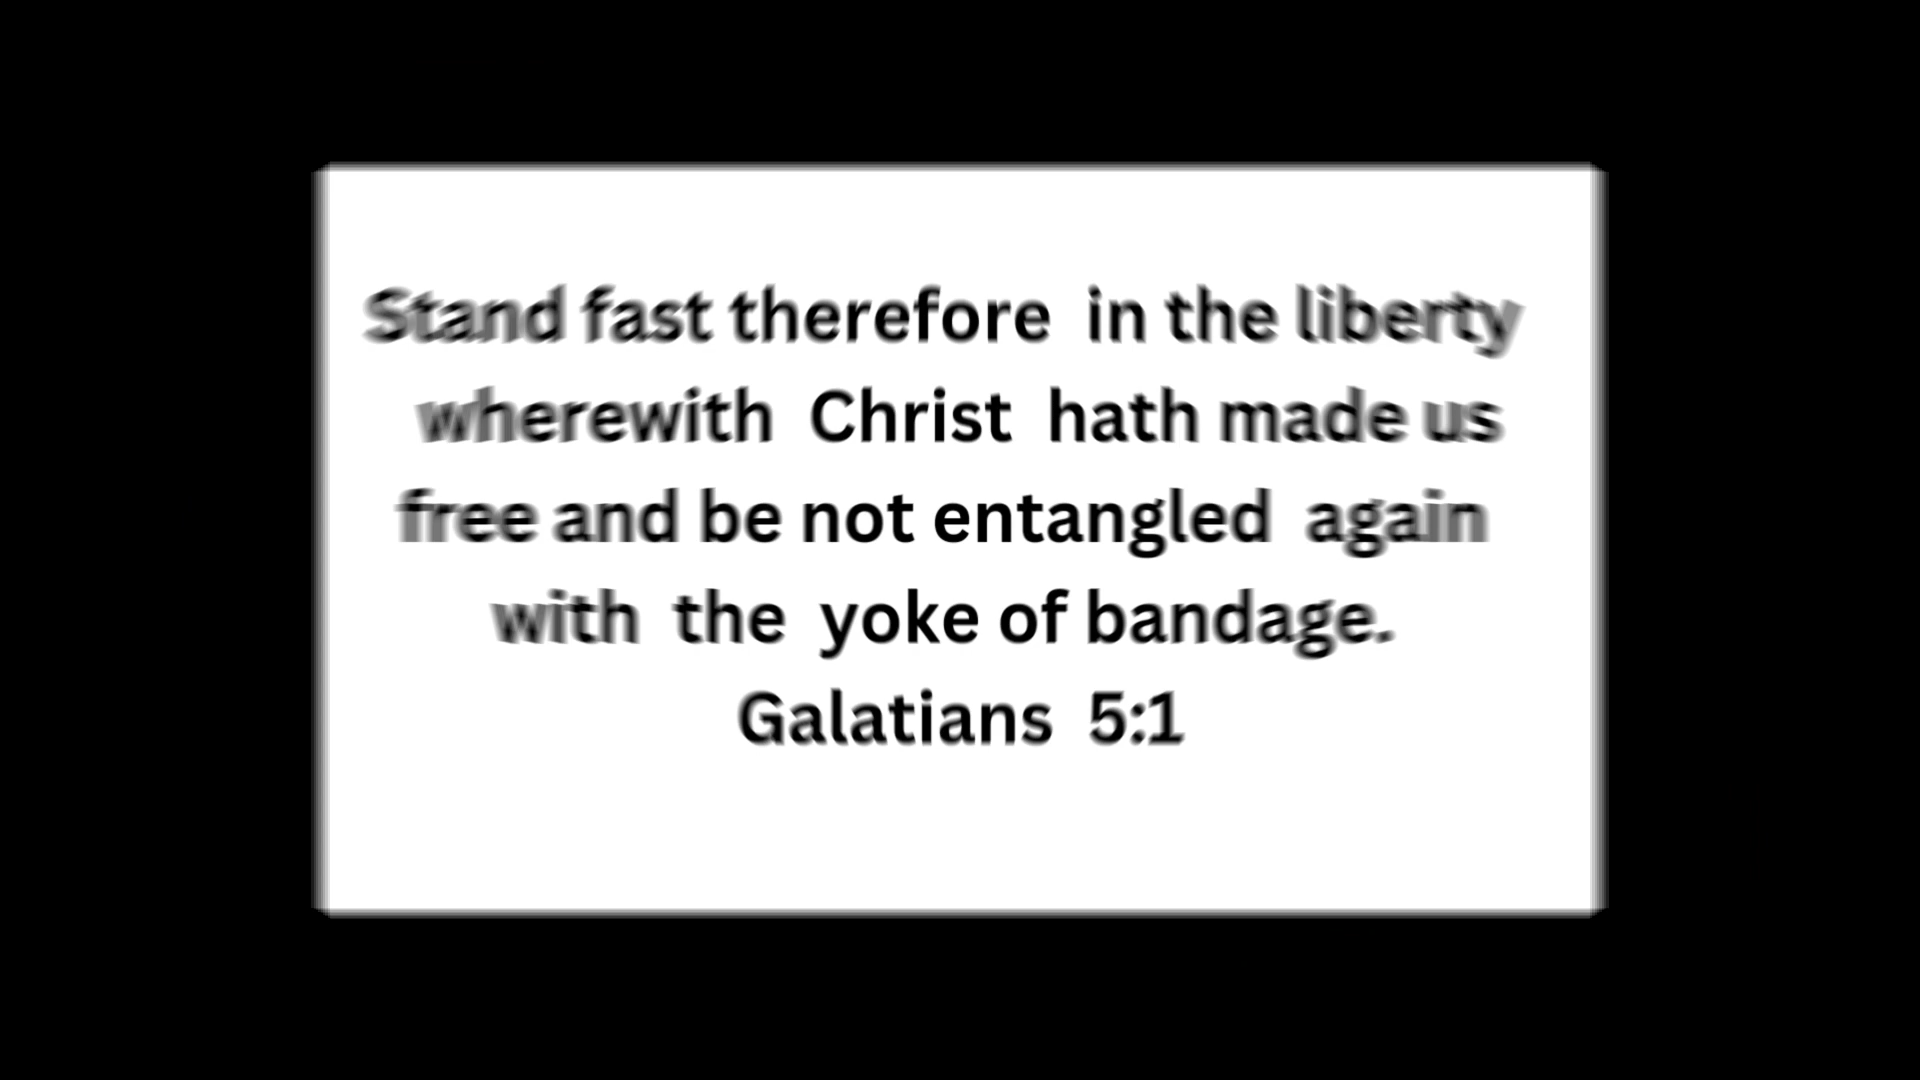 Stand fast therefore in the liberty
wherewith Christ hath made us
free and be not entangled again
with the yoke of bandage.
Galatians 5:1